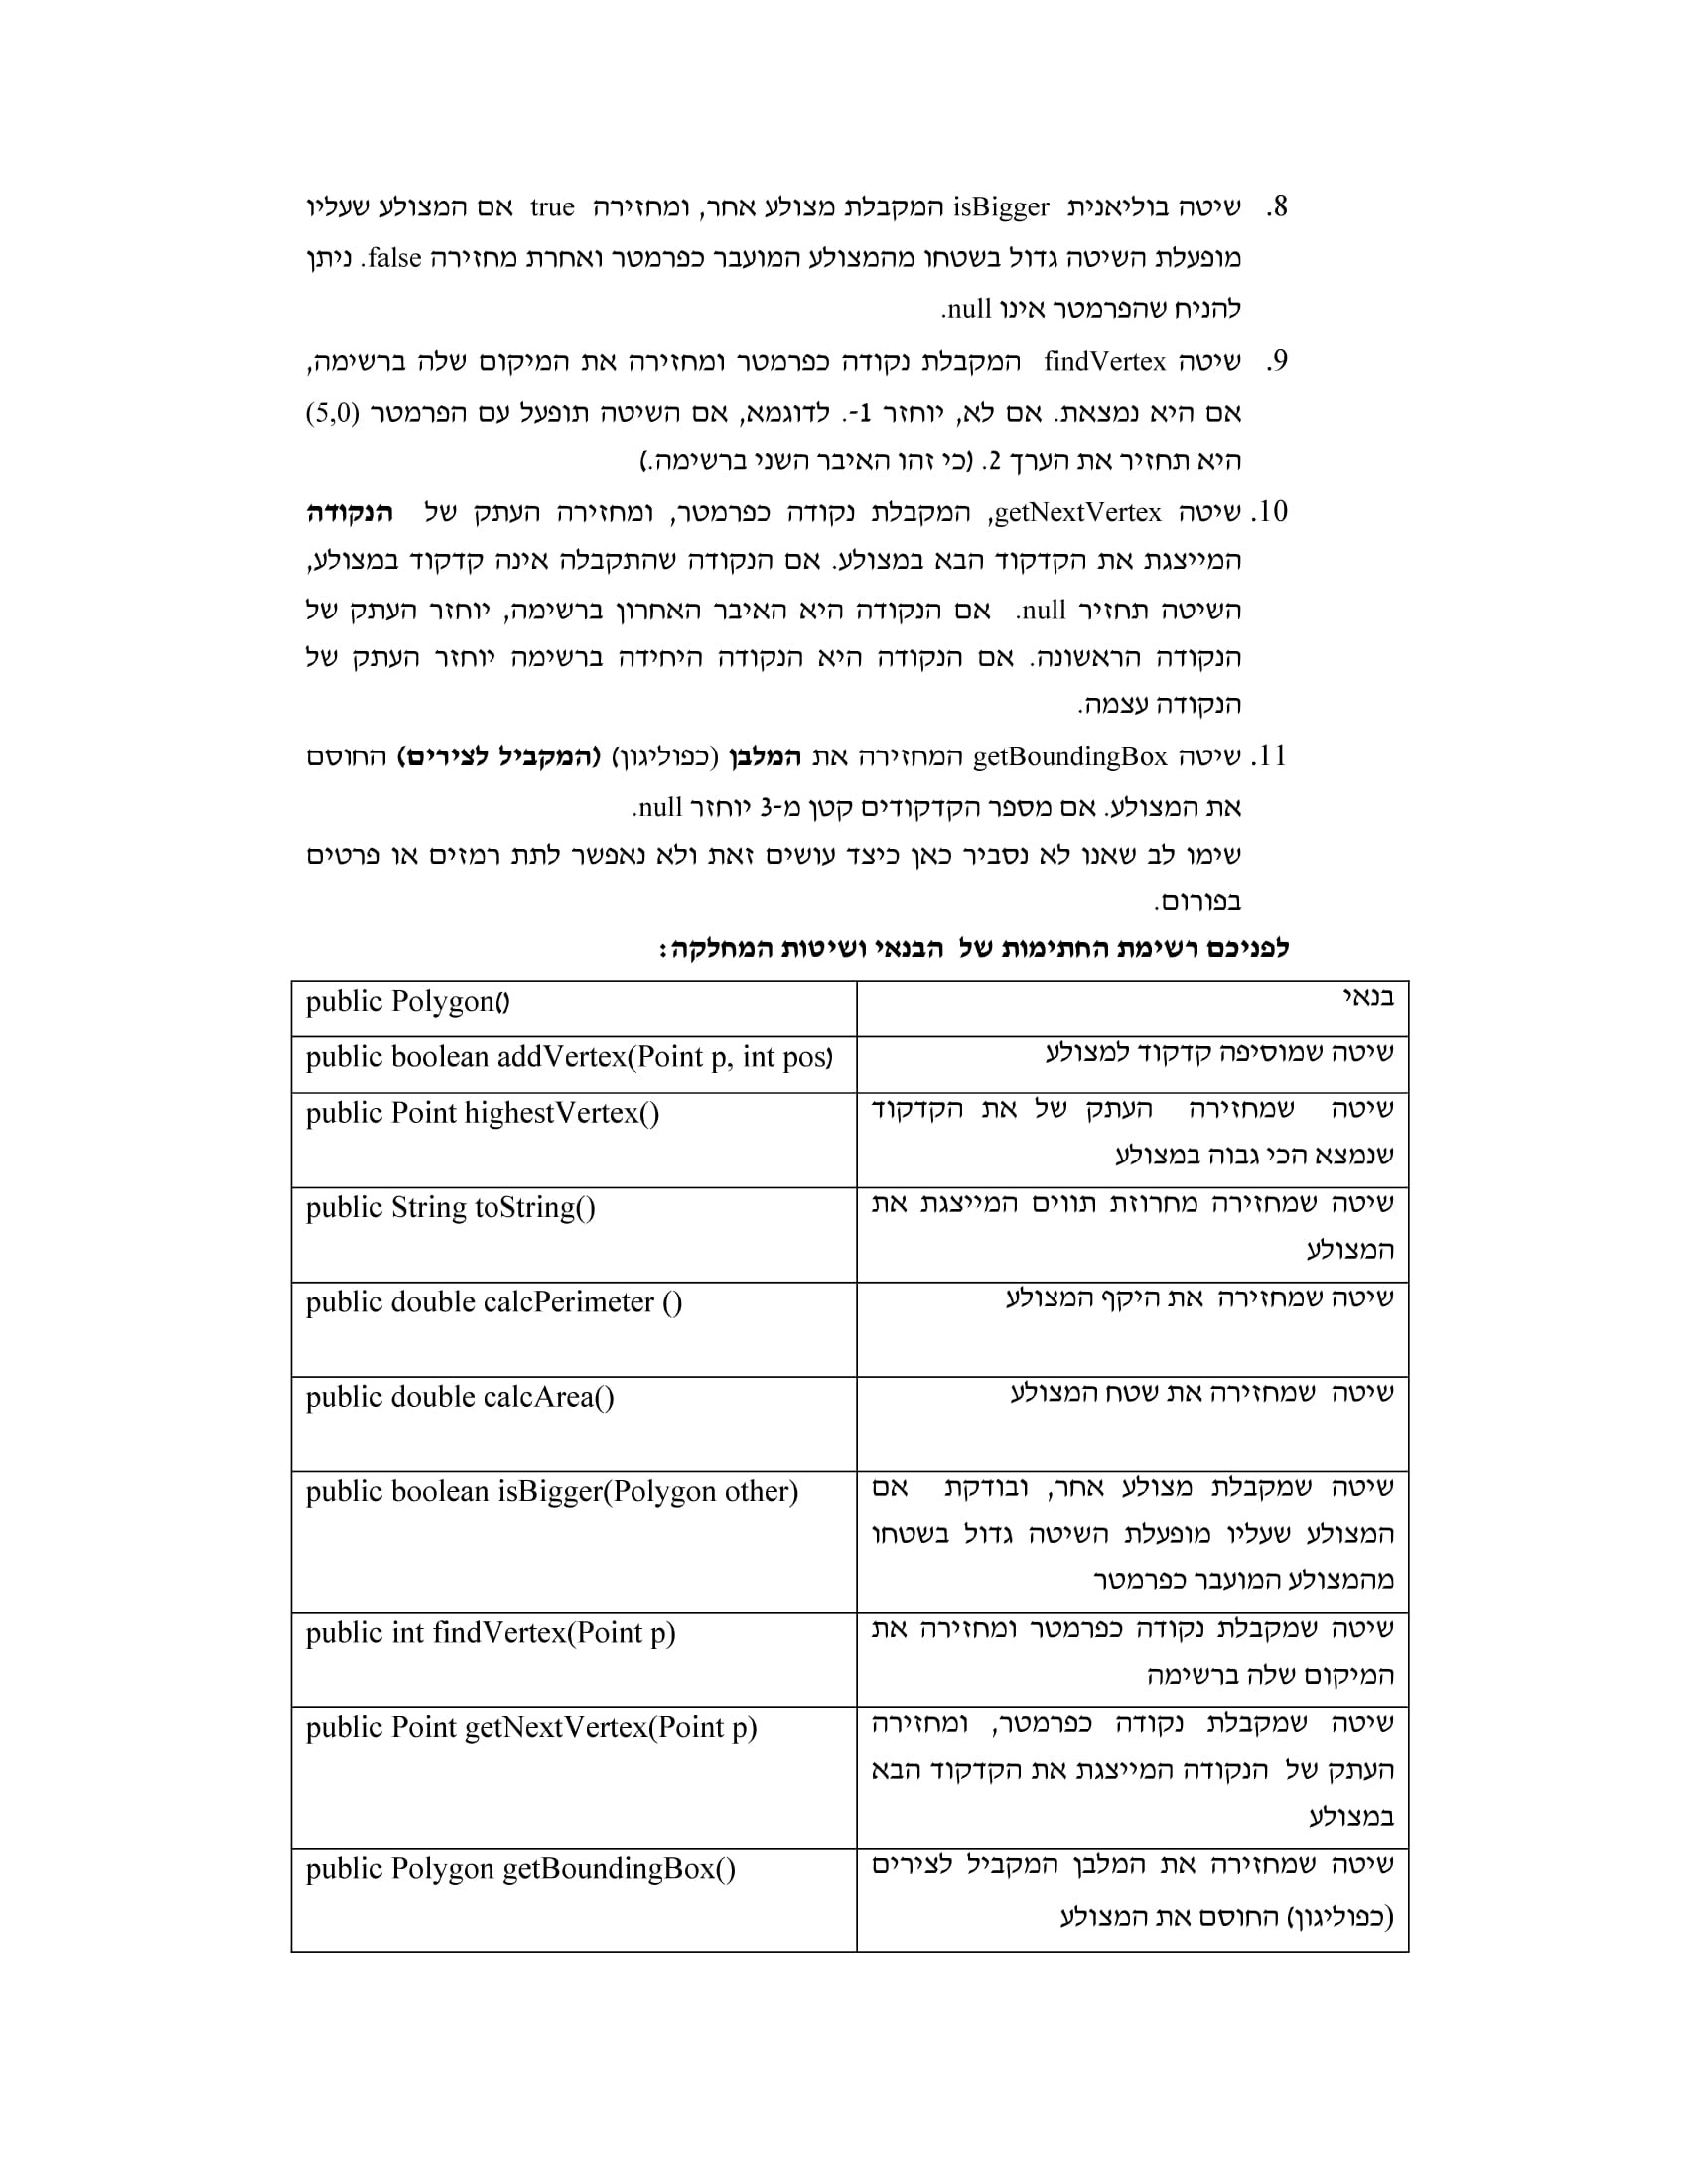 8. שיטה בוליאנית isBigger המקבלת מצולע אחר, ומחזירה true אם המצולע שעליו
מופעלת השיטה גדול בשטחו מהמצולע המועבר כפרמטר ואחרת מחזירה false. ניתן
להניח שהפרמטר אינו null.
9. שיטה findVertex המקבלת נקודה כפרמטר ומחזירה את המיקום שלה ברשימה,
אם היא נמצאת. אם לא, יוחזר 1-. לדוגמא, אם השיטה תופעל עם הפרמטר (5,0)
היא תחזיר את הערך 2. (כי זהו האיבר השני ברשימה.)
10. שיטה getNextVertex, המקבלת נקודה כפרמטר, ומחזירה העתק של הנקודה
המייצגת את הקדקוד הבא במצולע. אם הנקודה שהתקבלה אינה קדקוד במצולע,
השיטה תחזיר null. אם הנקודה היא האיבר האחרון ברשימה, יוחזר העתק של
הנקודה הראשונה. אם הנקודה היא הנקודה היחידה ברשימה יוחזר העתק של
הנקודה עצמה.
11. שיטה getBoundingBox המחזירה את המלבן (כפוליגון) (המקביל לצירים) החוסם
את המצולע. אם מספר הקדקודים קטן מ-3 יוחזר null.
שימו לב שאנו לא נסביר כאן כיצד עושים זאת ולא נאפשר לתת רמזים או פרטים
בפורום.
לפניכם רשימת החתימות של הבנאי ושיטות המחלקה:
בנאי
public Polygon()
שיטה שמוסיפה קדקוד למצולע
public boolean addVertex(Point p, int pos)
שיטה שמחזירה העתק של את הקדקוד
שנמצא הכי גבוה במצולע
public Point highestVertex()
שיטה שמחזירה מחרוזת תווים המייצגת את
המצולע
public String toString()
שיטה שמחזירה את היקף המצולע
public double calcPerimeter ()
שיטה שמחזירה את שטח המצולע
public double calcArea()
שיטה שמקבלת מצולע אחר, ובודקת אם
המצולע שעליו מופעלת השיטה גדול בשטחו
מהמצולע המועבר כפרמטר
public boolean isBigger(Polygon other)
שיטה שמקבלת נקודה כפרמטר ומחזירה את
המיקום שלה ברשימה
public int findVertex(Point p)
שיטה שמקבלת נקודה כפרמטר, ומחזירה
העתק של הנקודה המייצגת את הקדקוד הבא
במצולע
public Point getNextVertex(Point p)
שיטה שמחזירה את המלבן המקביל לצירים
(כפוליגון) החוסם את המצולע
public Polygon getBoundingBox()